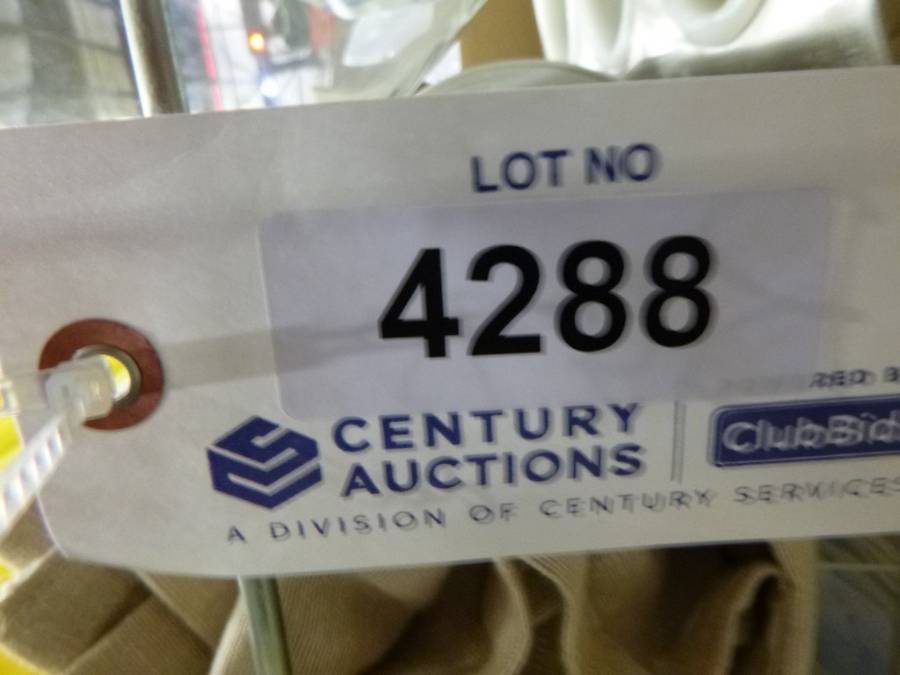 LOT NO
4288
CENTURY
AUCTIONS
A DIVISION OF CENTURY SERVICES
ClubBid